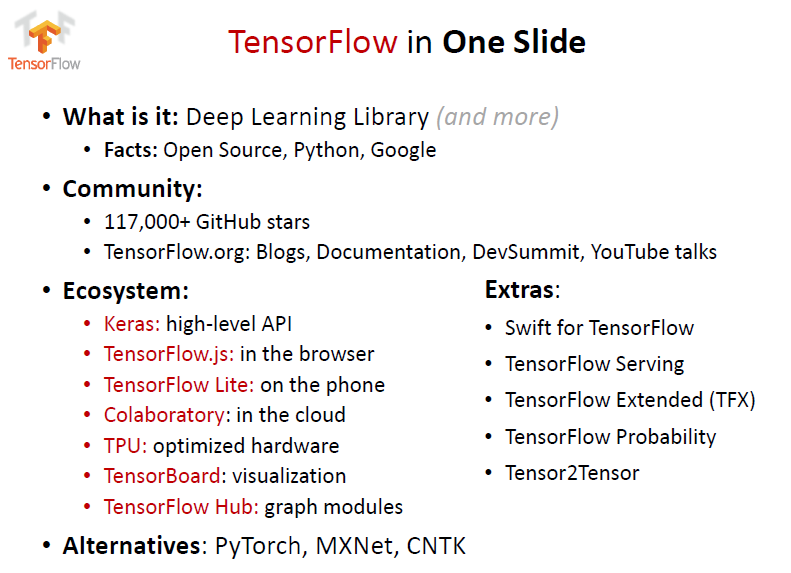 TensorFlow
TensorFlow in One Slide
• What is it: Deep Learning Library (and more)
• Facts: Open Source, Python, Google
• Community:
• 117,000+ GitHub stars
• TensorFlow.org: Blogs, Documentation, DevSummit, YouTube talks
• Ecosystem:
• Keras: high-level API
• TensorFlow.js: in the browser
• TensorFlow Lite: on the phone
• Colaboratory: in the cloud
• TPU: optimized hardware
• TensorBoard: visualization
• TensorFlow Hub: graph modules
Extras:
• Swift for TensorFlow
• TensorFlow Serving
• TensorFlow Extended (TFX)
• TensorFlow Probability
• Tensor2Tensor
• Alternatives: PyTorch, MXNet, CNTK